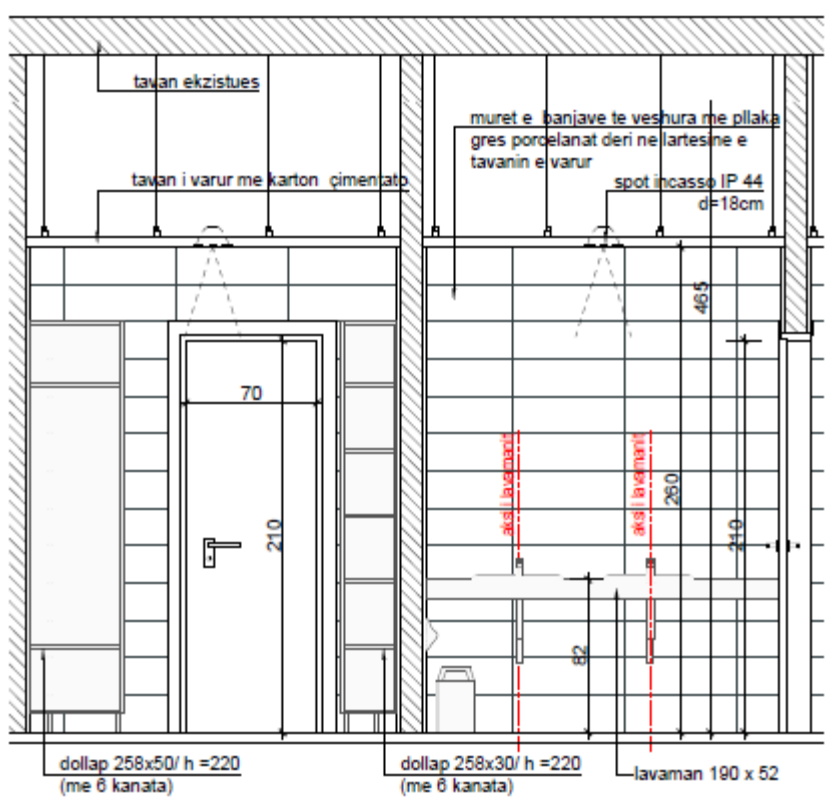 tavan ekzistues
muret e banjave te veshura me pllaka
gres porcelanat deri ne lartesine e
tavanin e varur
tavan i varur me karton çimentato
spot incasso IP 44
d=18cm
465
70
aksi i lavamanit
aksi i lavamanit
260
210
210
82
dollap 258x50/ h =220
(me 6 kanata)
dollap 258x30/ h =220
(me 6 kanata)
lavaman 190 x 52